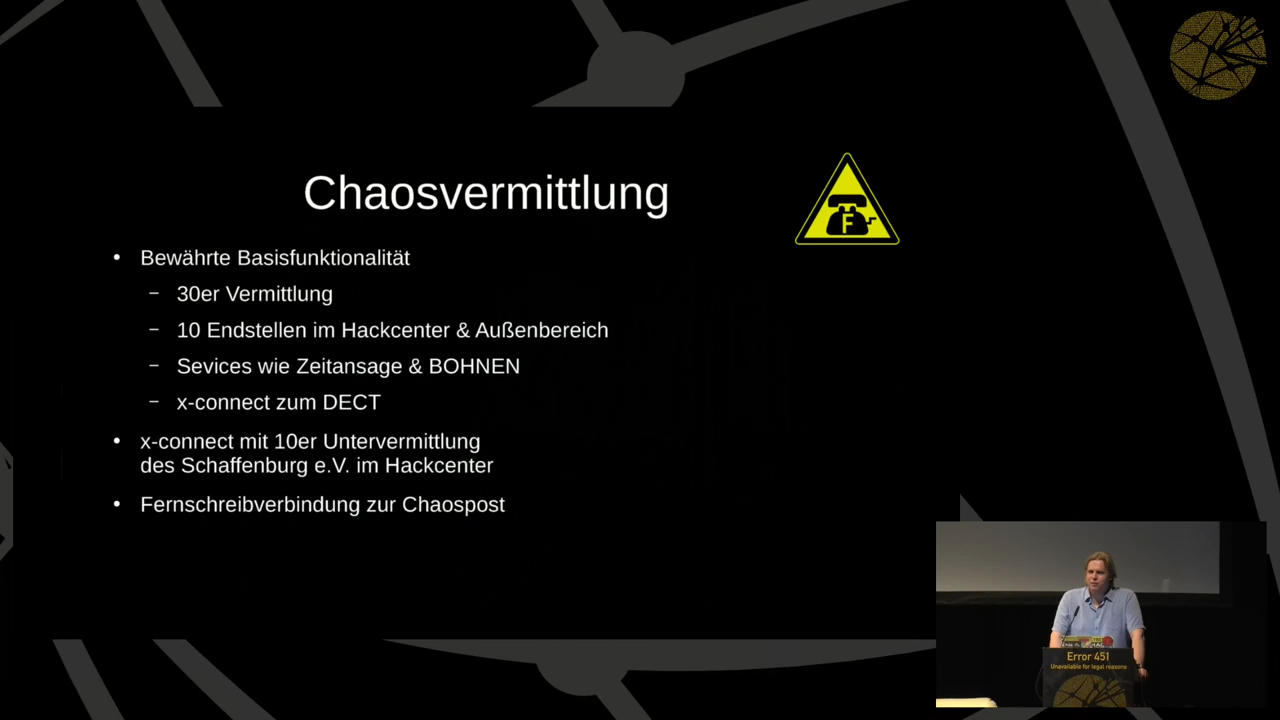 Chaosvermittlung
F
• Bewährte Basisfunktionalität
– 30er Vermittlung
– 10 Endstellen im Hackcenter & Außenbereich
– Sevices wie Zeitansage & BOHNEN
– x-connect zum DECT
• x-connect mit 10er Untervermittlung
des Schaffenburg e.V. im Hackcenter
• Fernschreibverbindung zur Chaospost
Error 451
Unavailable for legal reasons